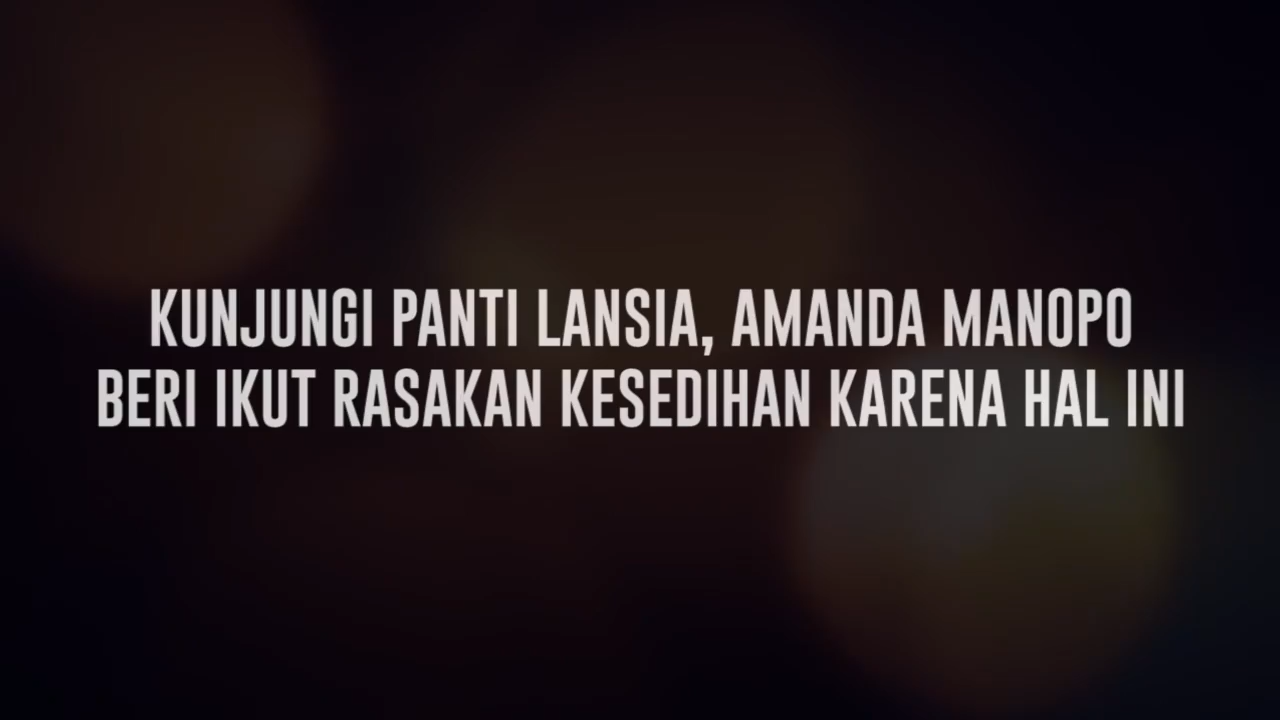 KUNJUNGI PANTI LANSIA, AMANDA MANOPO
BERI IKUT RASAKAN KESEDIHAN KARENA HAL INI